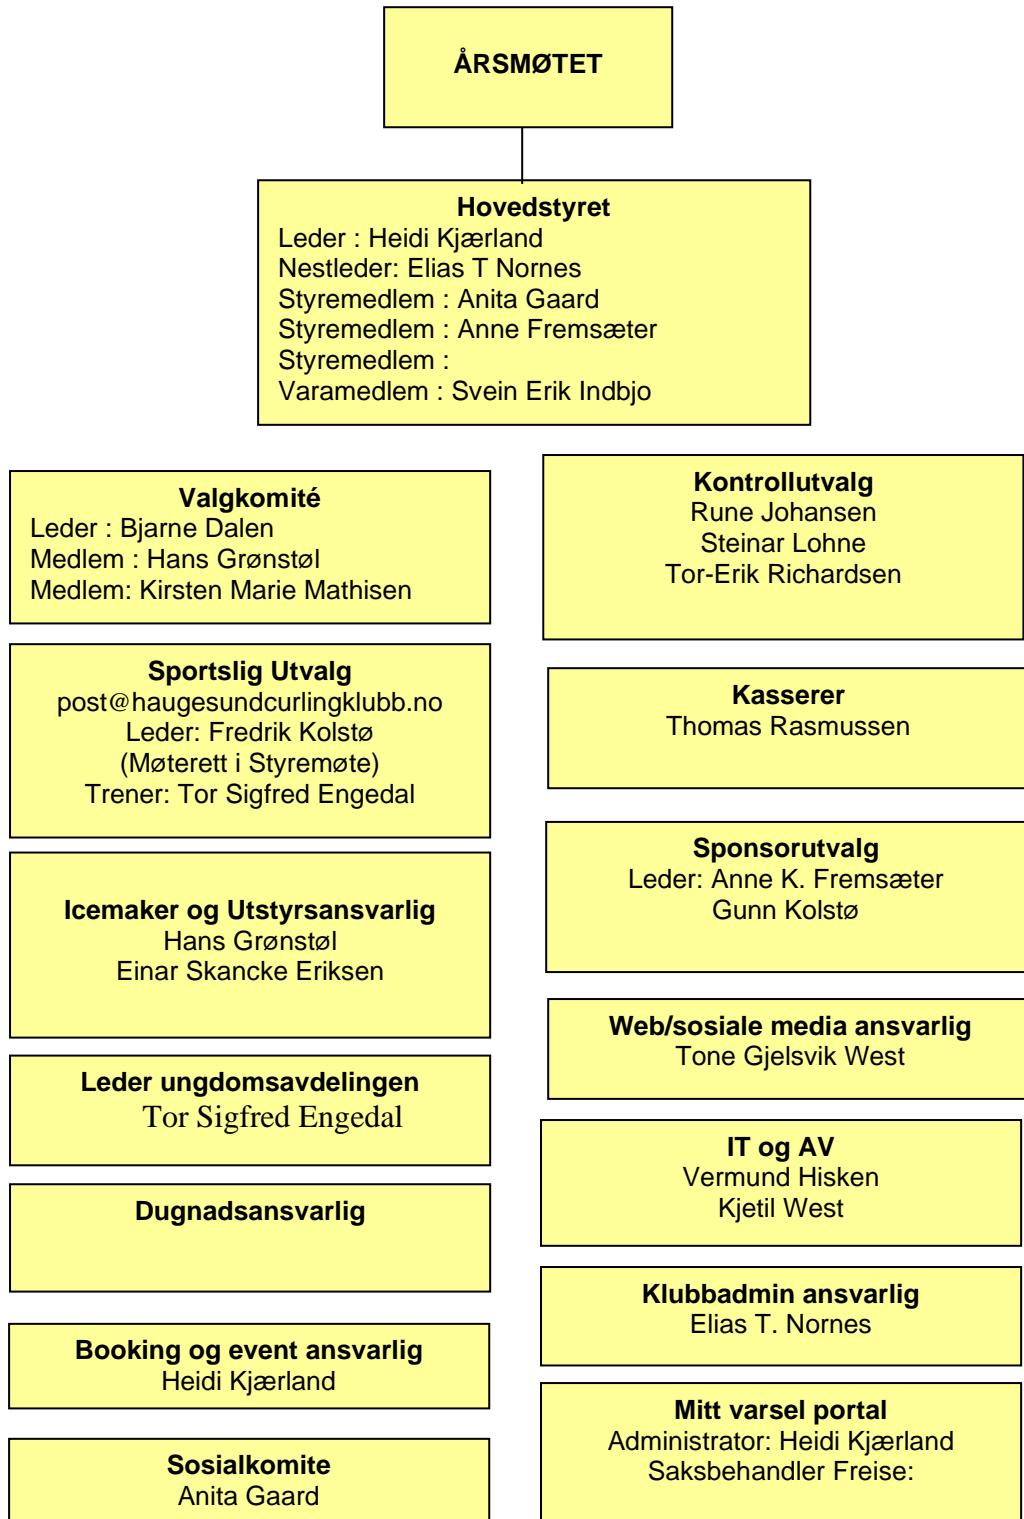 ÅRSMØTET
Hovedstyret
Leder : Heidi Kjærland
Nestleder: Elias T Nornes
Styremedlem : Anita Gaard
Styremedlem : Anne Fremsæter
Styremedlem :
Varamedlem : Svein Erik Indbjo
Valgkomité
Leder : Bjarne Dalen
Medlem : Hans Grønstøl
Medlem: Kirsten Marie Mathisen
Kontrollutvalg
Rune Johansen
Steinar Lohne
Tor-Erik Richardsen
Sportslig Utvalg
post@haugesundcurlingklubb.no
Leder: Fredrik Kolstø
(Møterett i Styremøte)
Trener: Tor Sigfred Engedal
Kasserer
Thomas Rasmussen
Icemaker og Utstyrsansvarlig
Hans Grønstøl
Einar Skancke Eriksen
Sponsorutvalg
Leder: Anne K. Fremsæter
Gunn Kolstø
Web/sosiale media ansvarlig
Tone Gjelsvik West
Leder ungdomsavdelingen
Tor Sigfred Engedal
IT og AV
Vermund Hisken
Kjetil West
Dugnadsansvarlig
Klubbadmin ansvarlig
Elias T. Nornes
Booking og event ansvarlig
Heidi Kjærland
Mitt varsel portal
Administrator: Heidi Kjærland
Saksbehandler Freise:
Sosialkomite
Anita Gaard